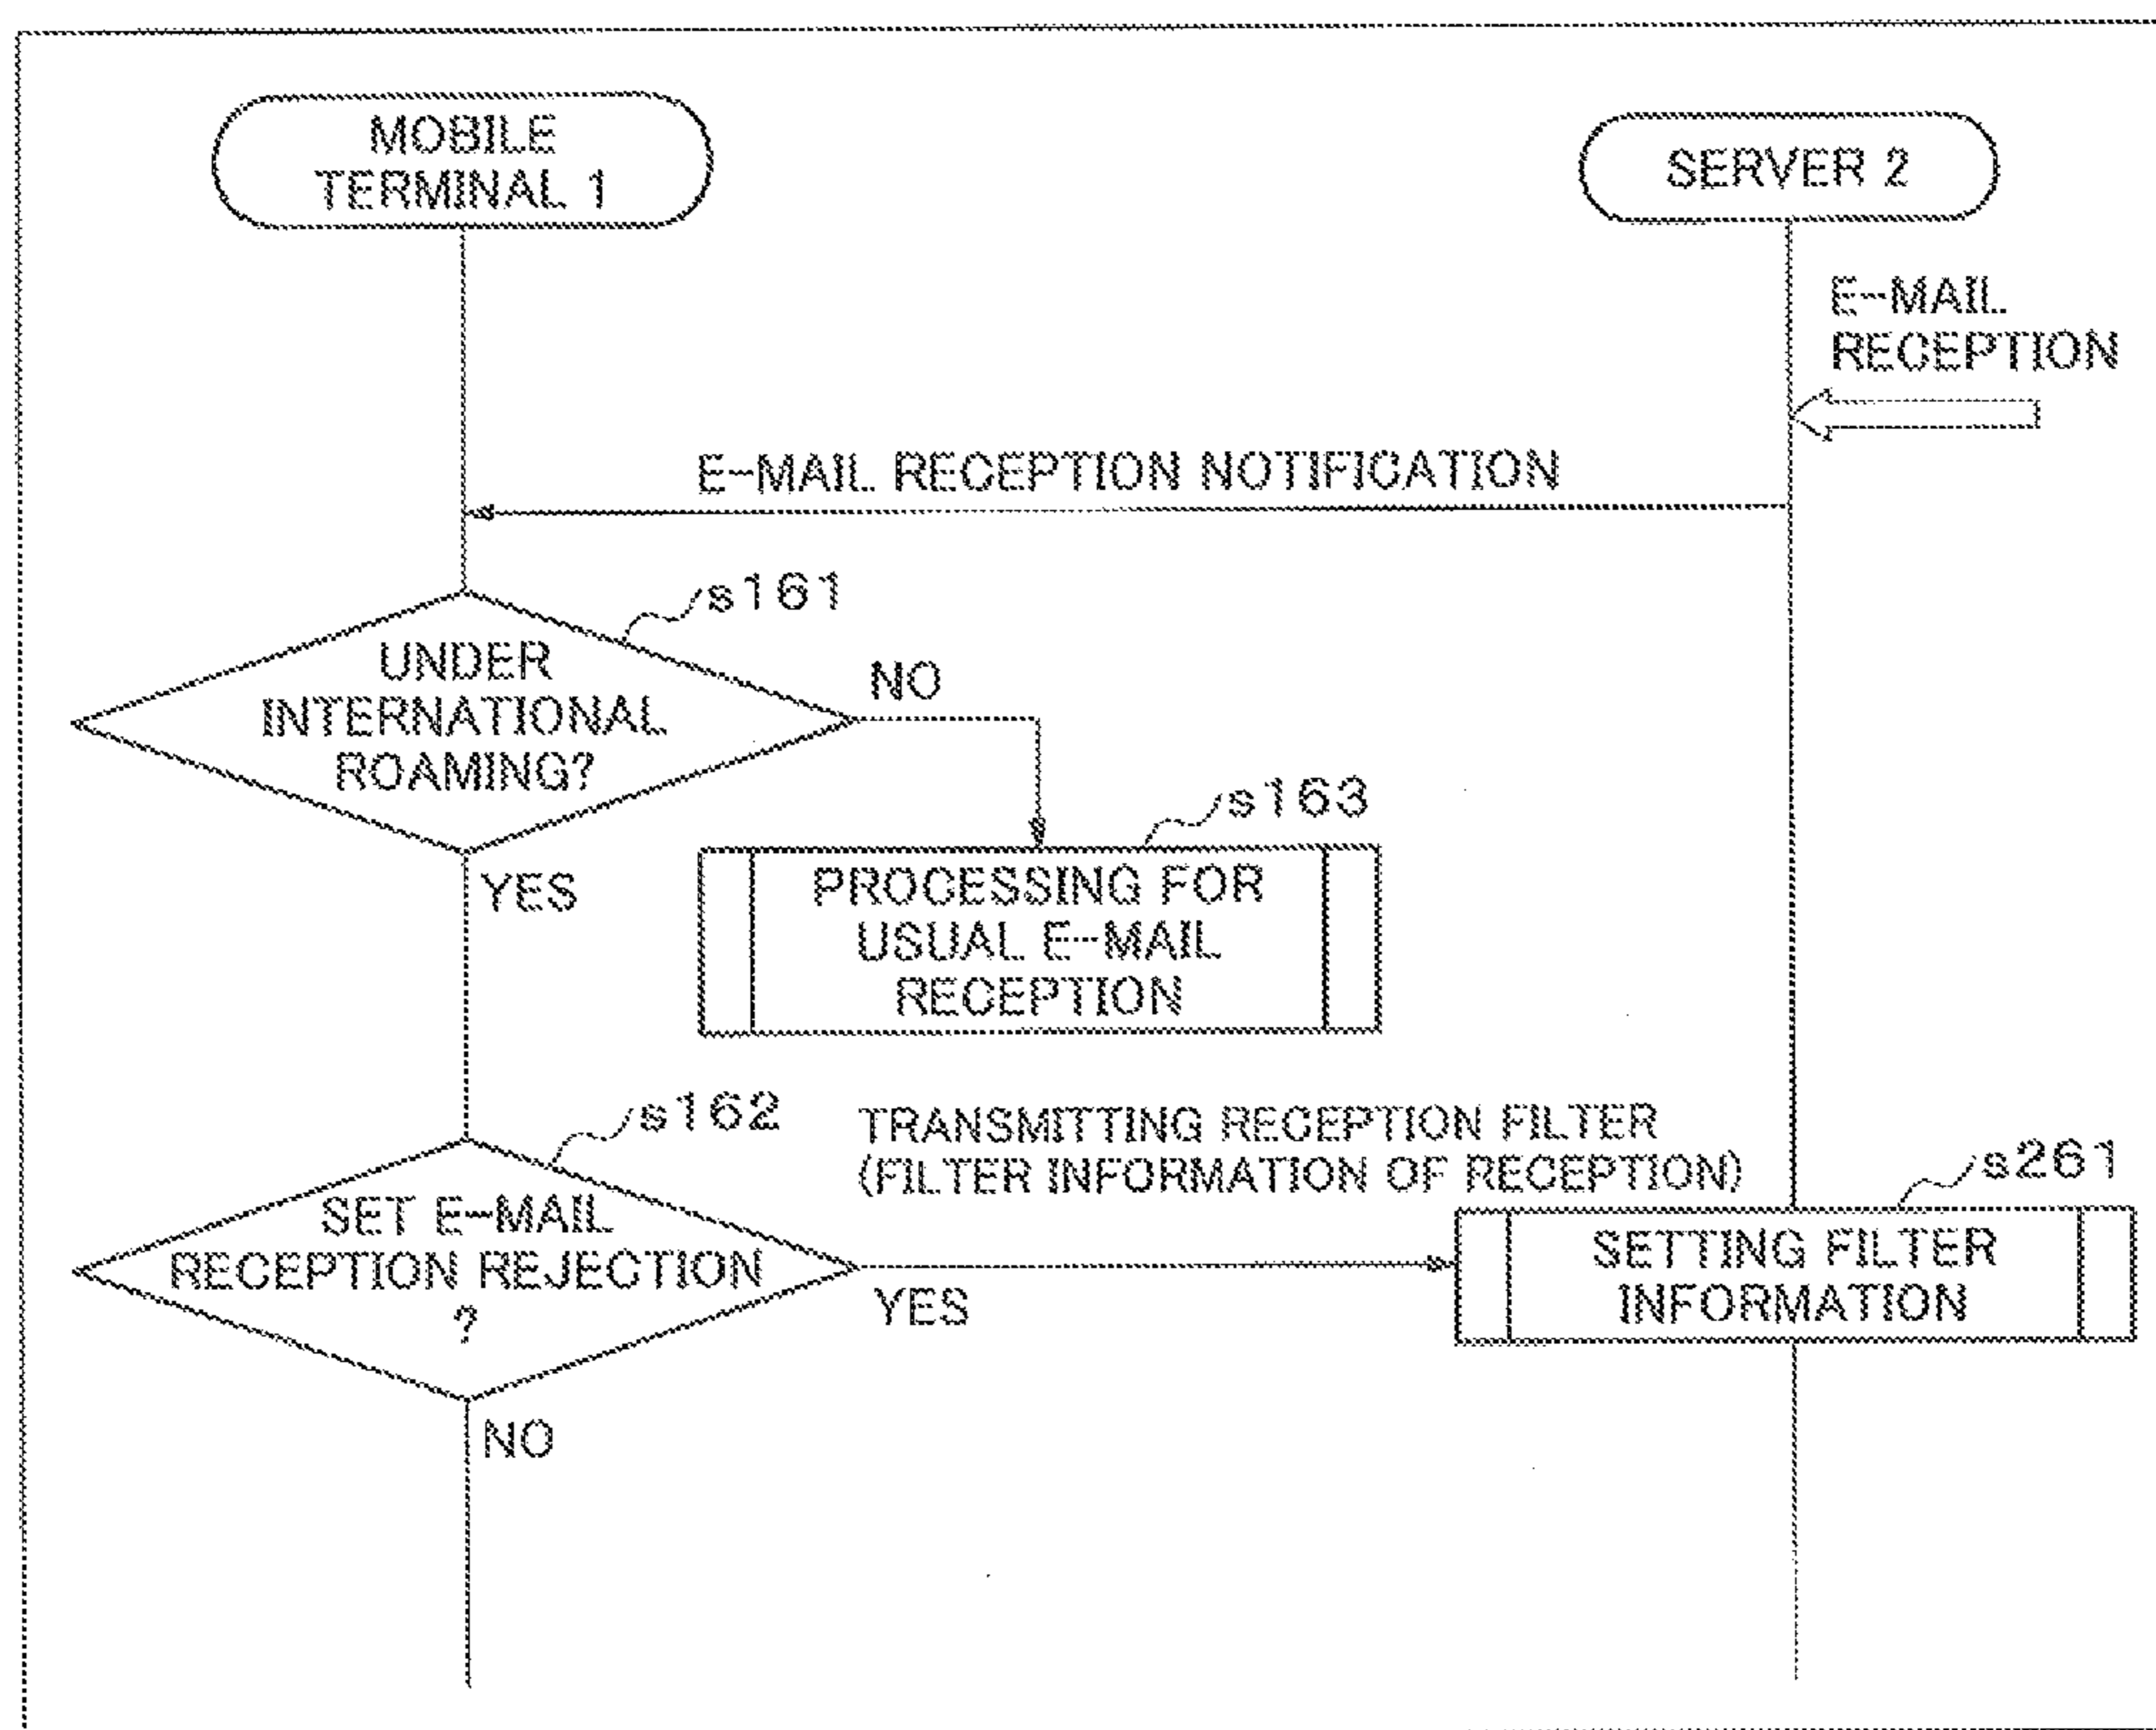 MOBILE
TERMINAL 1
SERVER 2
E-MAIL
RECEPTION
E-MAIL RECEPTION NOTIFICATION
s161
UNDER
INTERNATIONAL
ROAMING?
NO
s163
YES
PROCESSING FOR
USUAL E-MAIL
RECEPTION
s162
TRANSMITTING RECEPTION FILTER
(FILTER INFORMATION OF RECEPTION)
s261
SET E-MAIL
RECEPTION REJECTION
?
YES
SETTING FILTER
INFORMATION
NO